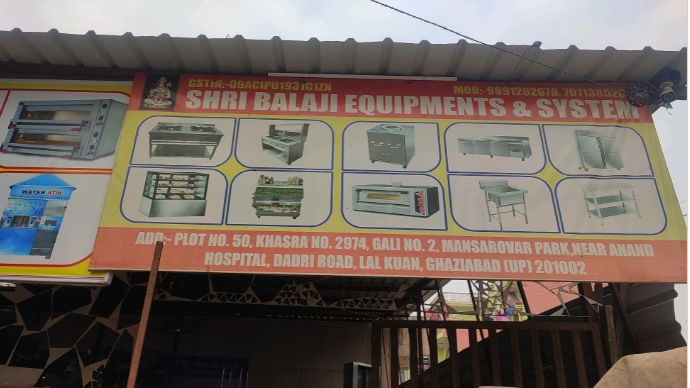 GSTIN:-09ACIPU1931C1ZN MOB:-9891202678,
SHRI BALAJI EQUIPMENTS & SYSTEM
WATER ATM
ADD:- PLOT NO. 50, KHASRA NO. 2974, GALI NO. 2, MANSAROVAR PARK,NEAR ANAND
HOSPITAL, DADRI ROAD, LAL KUAN, GHAZIABAD (UP) 201002